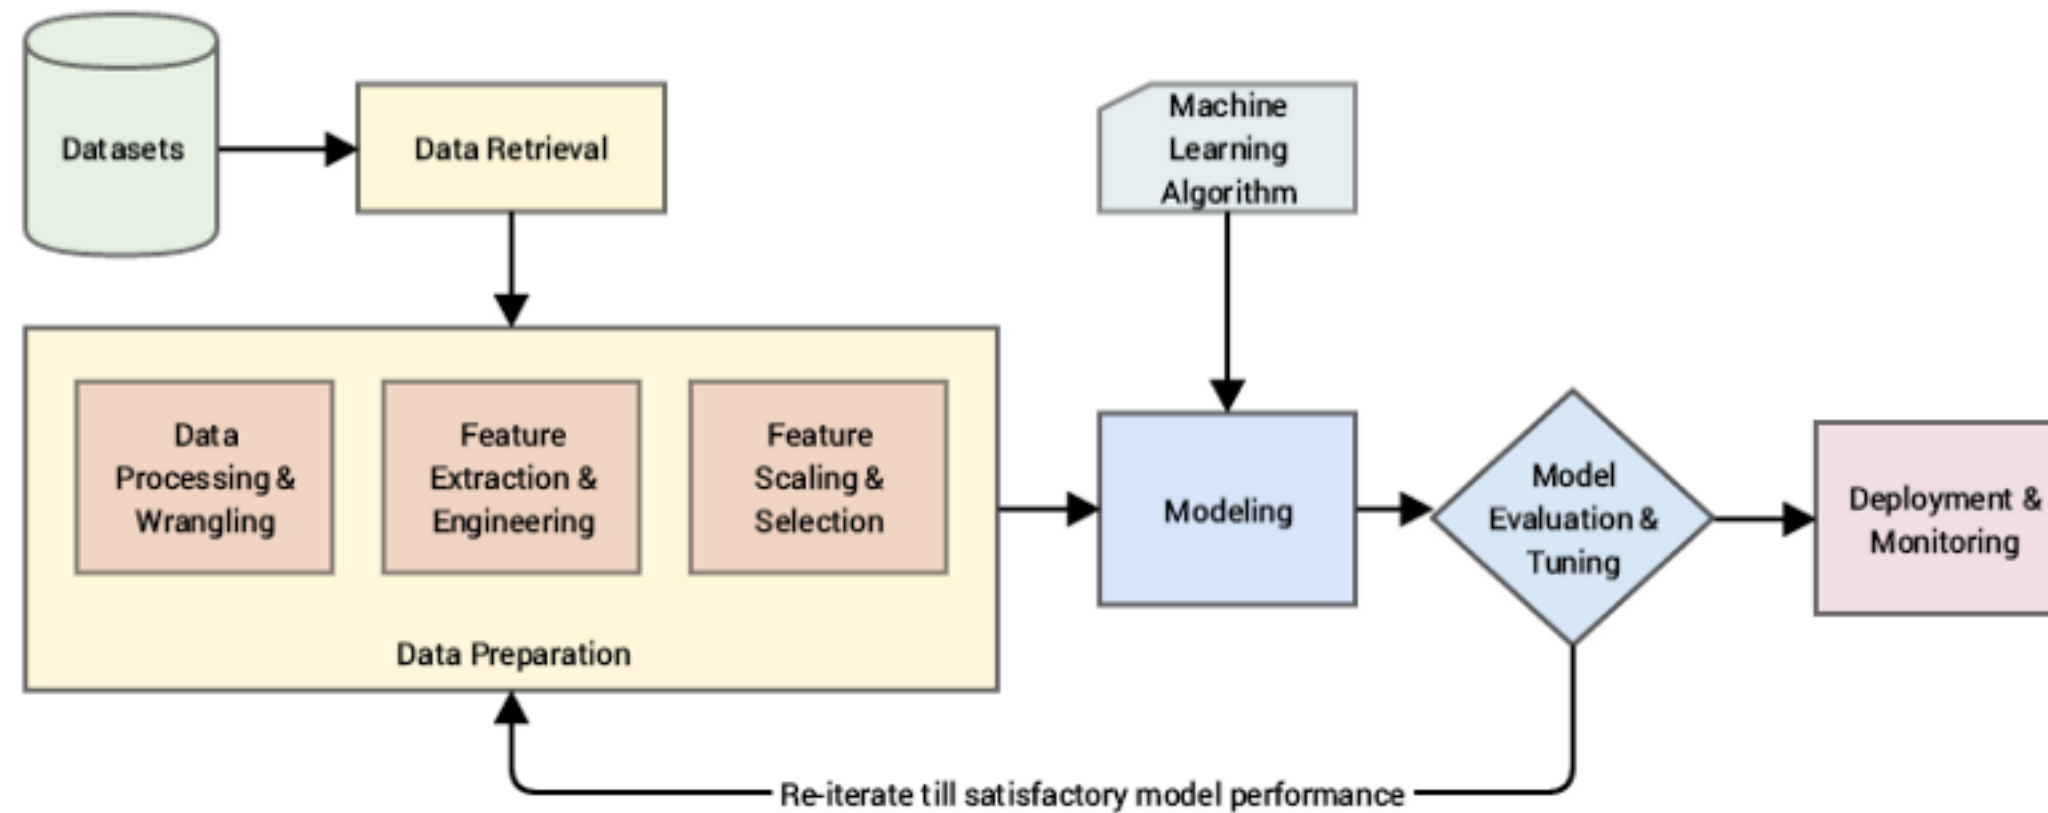 Datasets
Data Retrieval
Machine
Learning
Algorithm
Data
Processing &
Wrangling
Feature
Extraction &
Engineering
Feature
Scaling &
Selection
Data Preparation
Modeling
Model
Evaluation &
Tuning
Deployment &
Monitoring
Re-iterate till satisfactory model performance